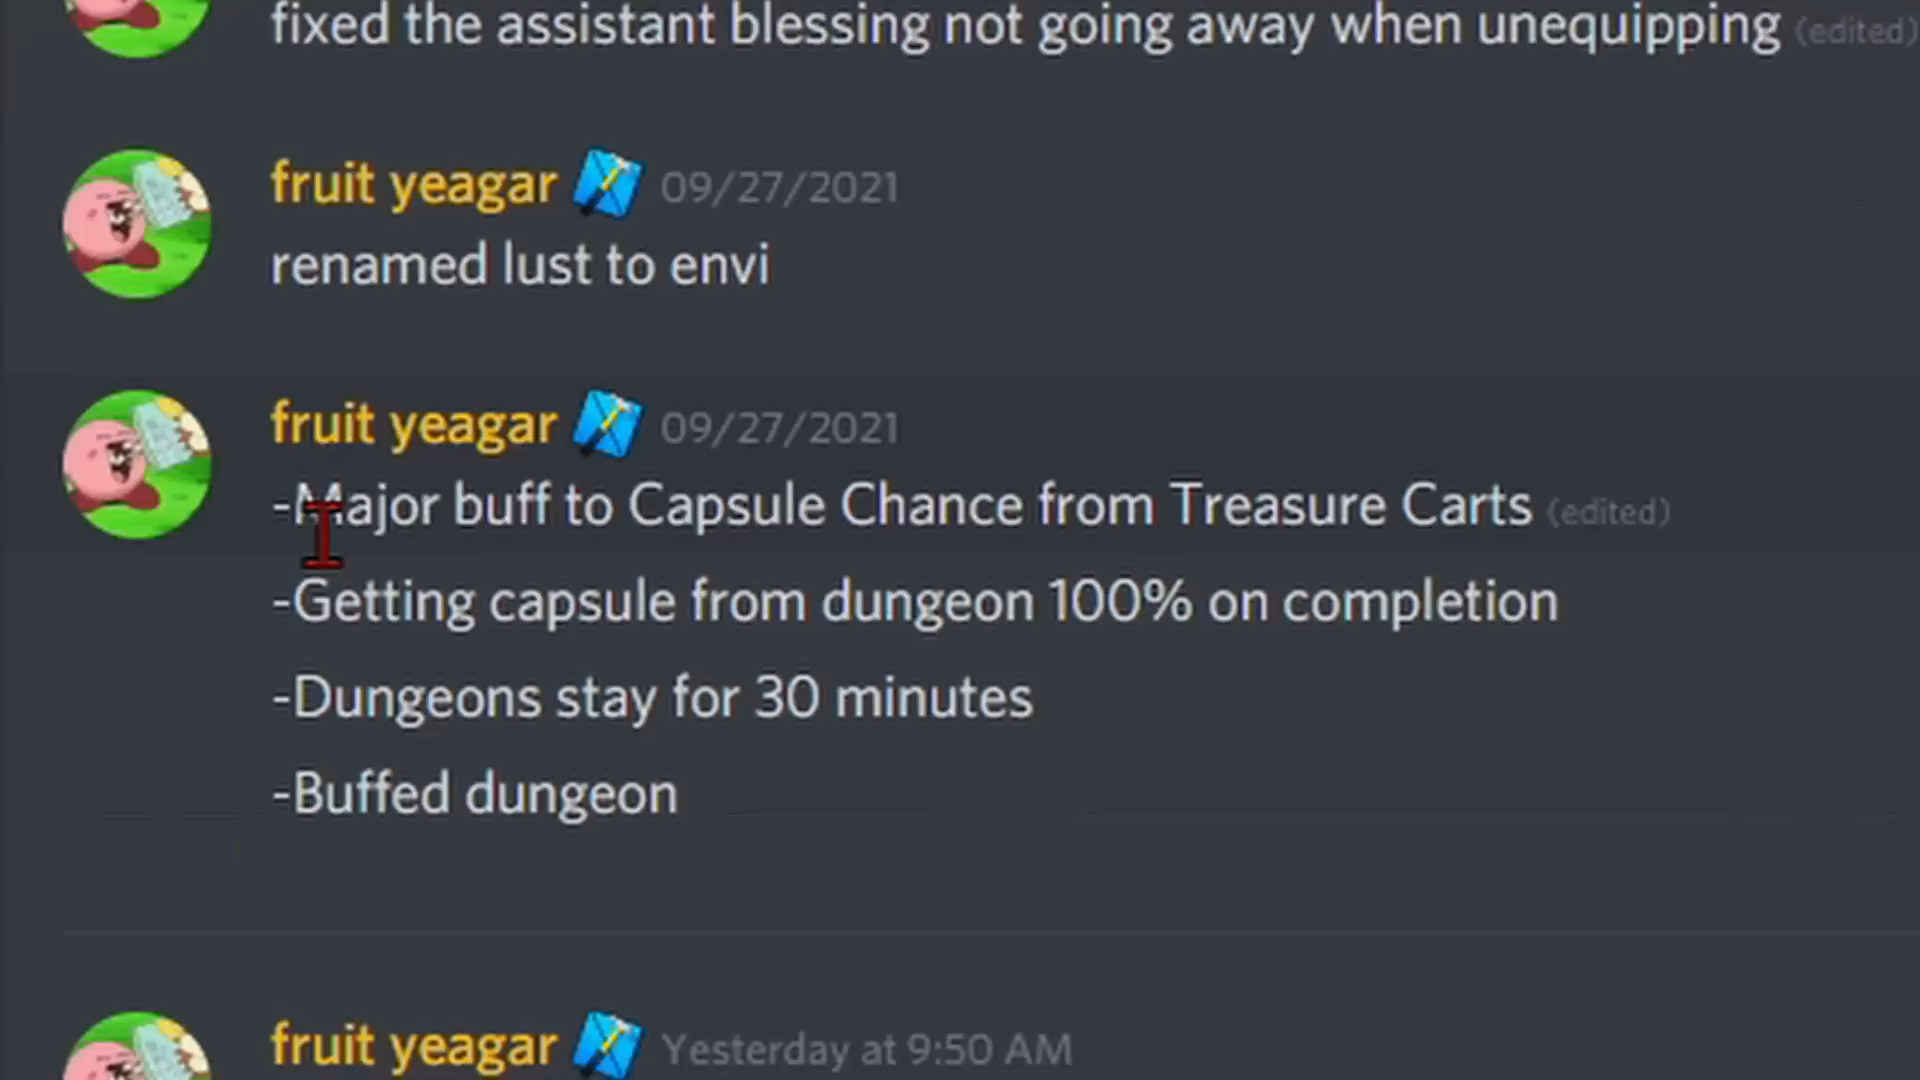 fixed the assistant blessing not going away when unequipping (edited)
fruit yeagar 09/27/2021
renamed lust to envi
fruit yeagar 09/27/2021
-Major buff to Capsule Chance from Treasure Carts (edited)
-Getting capsule from dungeon 100% on completion
-Dungeons stay for 30 minutes
-Buffed dungeon
fruit yeagar Yesterday at 9:50 AM